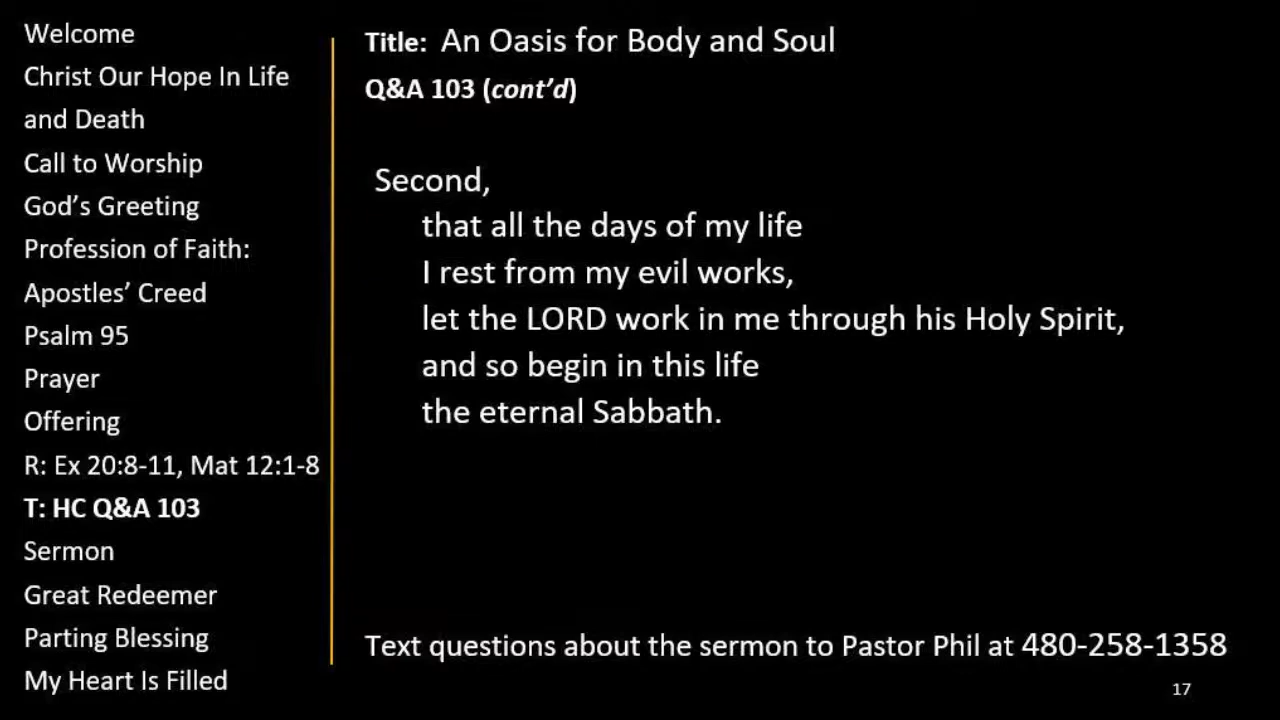 Welcome
Christ Our Hope In Life
and Death
Call to Worship
God's Greeting
Profession of Faith:
Apostles' Creed
Psalm 95
Prayer
Offering
R: Ex 20:8-11, Mat 12:1-8
T: HC Q&A 103
Sermon
Great Redeemer
Parting Blessing
My Heart Is Filled
Title: An Oasis for Body and Soul
Q&A 103 (cont'd)
Second,
that all the days of my life
I rest from my evil works,
let the LORD work in me through his Holy Spirit,
and so begin in this life
the eternal Sabbath.
Text questions about the sermon to Pastor Phil at 480-258-1358
17